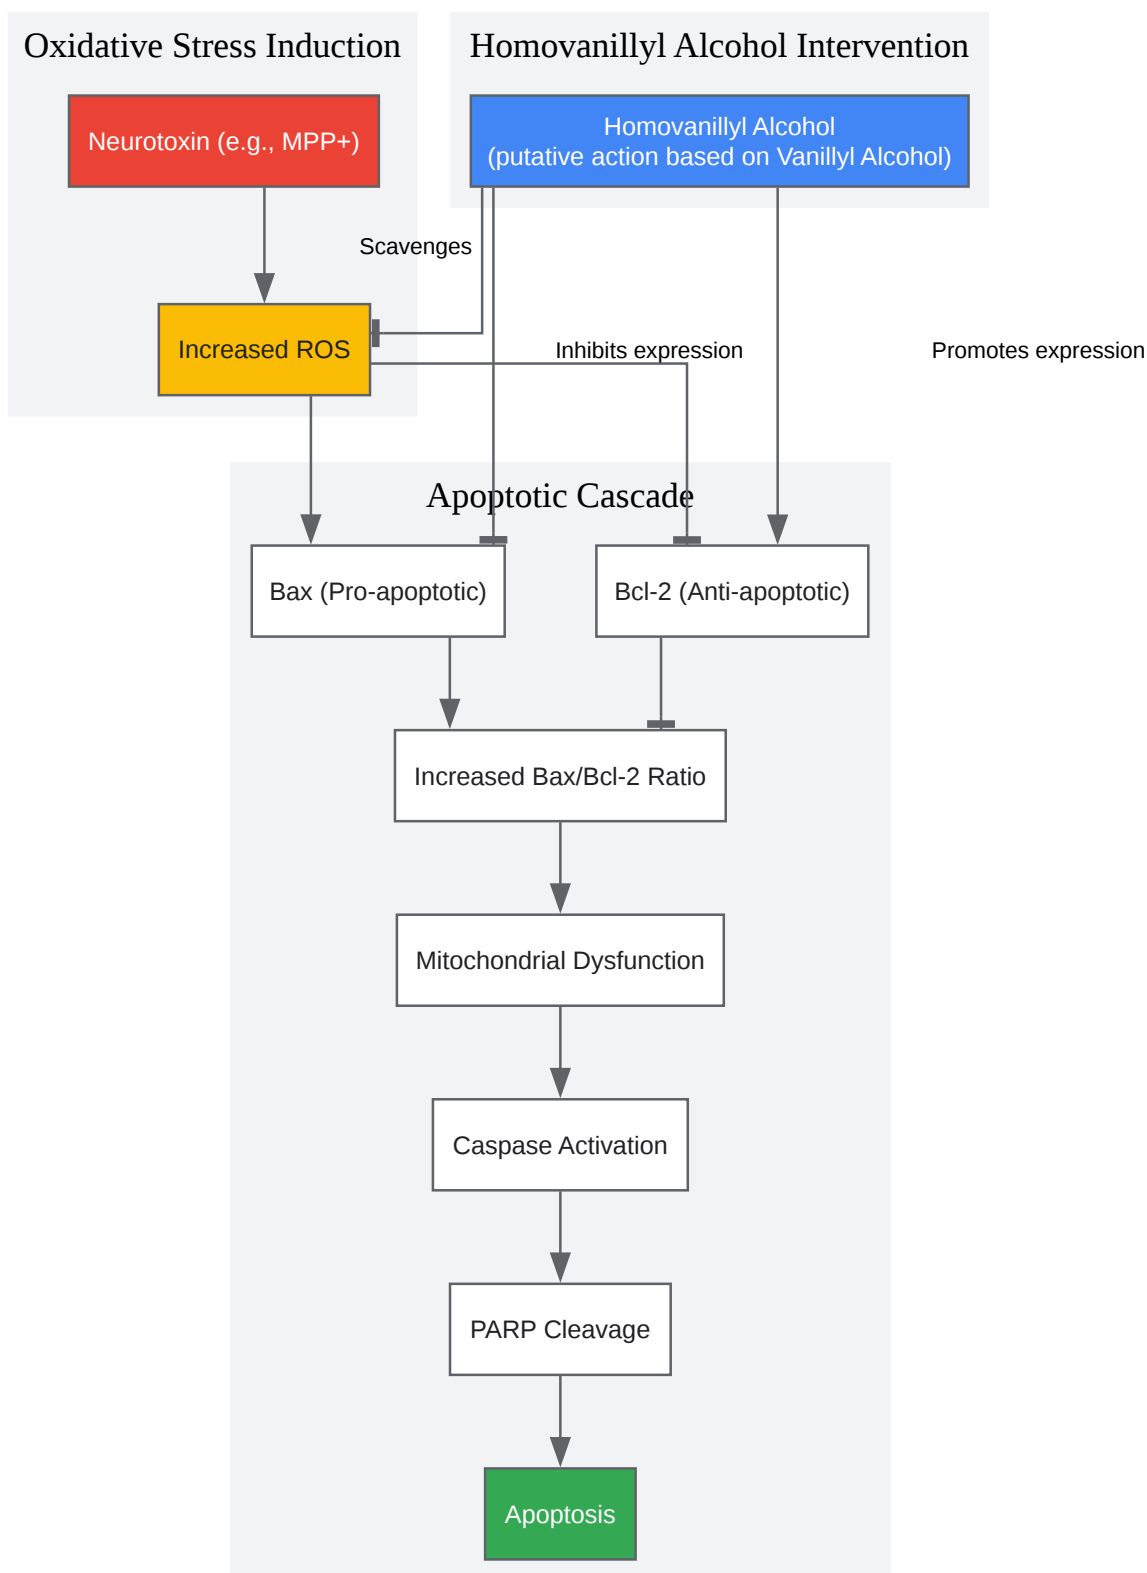 Oxidative Stress Induction
Homovanillyl Alcohol Intervention
Neurotoxin (e.g., MPP+)
Homovanillyl Alcohol
(putative action based on Vanillyl Alcohol)
Scavenges
Increased ROS
Inhibits expression
Promotes expression
Apoptotic Cascade
Bax (Pro-apoptotic)
Bcl-2 (Anti-apoptotic)
Increased Bax/Bcl-2 Ratio
Mitochondrial Dysfunction
Caspase Activation
PARP Cleavage
Apoptosis